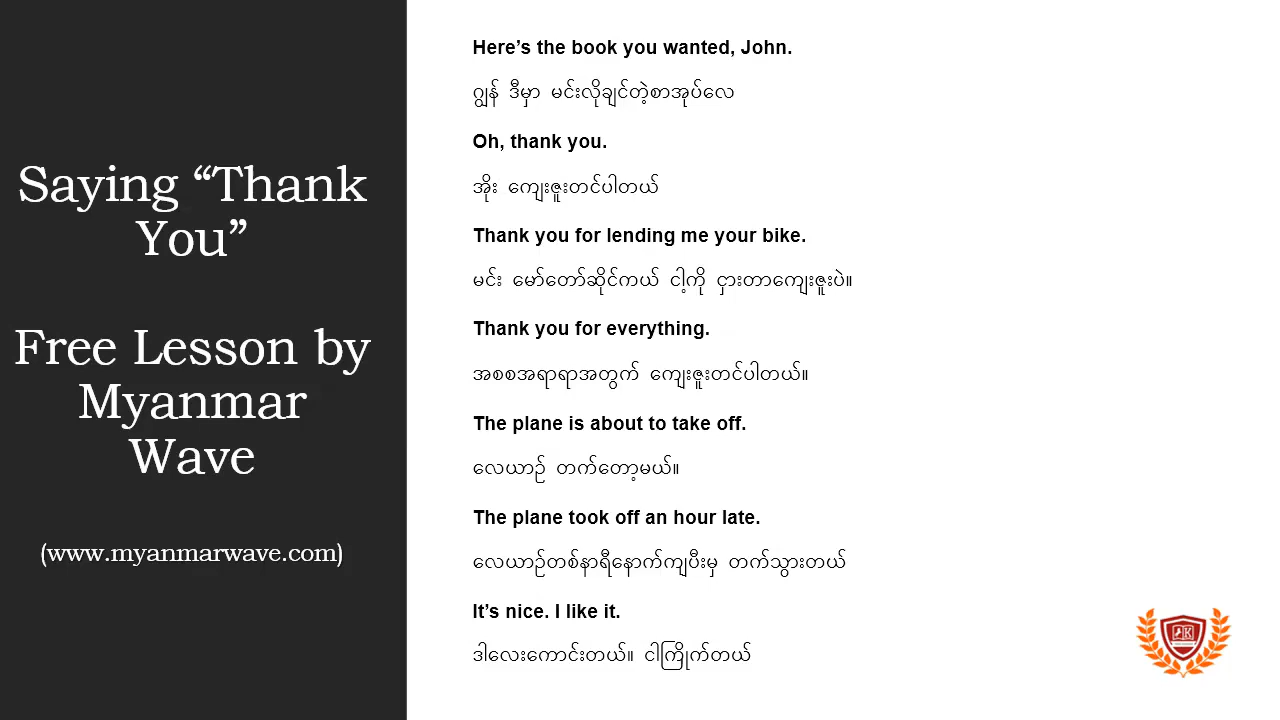 Saying “Thank
You”
Free Lesson by
Myanmar
Wave
(www.myanmarwave.com)
Here’s the book you wanted, John.
ဂျွန် ဒီမှာ မင်းလိုချင်တဲ့စာအုပ်လေ
Oh, thank you.
အိုး ကျေးဇူးတင်ပါတယ်
Thank you for lending me your bike.
မင်း မော်တော်ဆိုင်ကယ် ငါ့ကို ငှားတာကျေးဇူးပဲ။
Thank you for everything.
အစစအရာရာအတွက် ကျေးဇူးတင်ပါတယ်။
The plane is about to take off.
လေယာဉ် တက်တော့မယ်။
The plane took off an hour late.
လေယာဉ်တစ်နာရီနောက်ကျပီးမှ တက်သွားတယ်
It’s nice. I like it.
ဒါလေးကောင်းတယ်။ ငါကြိုက်တယ်